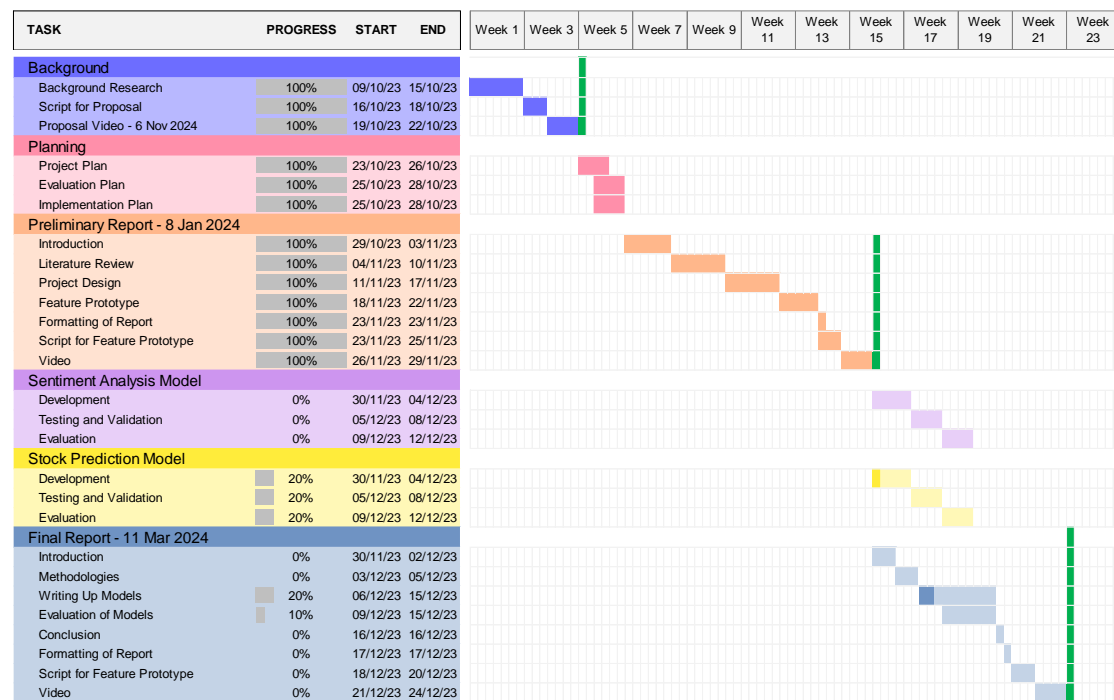 TASK PROGRESS START END Week 1 Week 3 Week 5 Week 7 Week 9 Week 11 Week 13 Week 15 Week 17 Week 19 Week 21 Week 23
Background
Background Research 100% 09/10/23 15/10/23
Script for Proposal 100% 16/10/23 18/10/23
Proposal Video - 6 Nov 2024 100% 19/10/23 22/10/23
Planning
Project Plan 100% 23/10/23 26/10/23
Evaluation Plan 100% 25/10/23 28/10/23
Implementation Plan 100% 25/10/23 28/10/23
Preliminary Report - 8 Jan 2024
Introduction 100% 29/10/23 03/11/23
Literature Review 100% 04/11/23 10/11/23
Project Design 100% 11/11/23 17/11/23
Feature Prototype 100% 18/11/23 22/11/23
Formatting of Report 100% 23/11/23 23/11/23
Script for Feature Prototype 100% 23/11/23 25/11/23
Video 100% 26/11/23 29/11/23
Sentiment Analysis Model
Development 0% 30/11/23 04/12/23
Testing and Validation 0% 05/12/23 08/12/23
Evaluation 0% 09/12/23 12/12/23
Stock Prediction Model
Development 20% 30/11/23 04/12/23
Testing and Validation 20% 05/12/23 08/12/23
Evaluation 20% 09/12/23 12/12/23
Final Report - 11 Mar 2024
Introduction 0% 30/11/23 02/12/23
Methodologies 0% 03/12/23 05/12/23
Writing Up Models 20% 06/12/23 15/12/23
Evaluation of Models 10% 09/12/23 15/12/23
Conclusion 0% 16/12/23 16/12/23
Formatting of Report 0% 17/12/23 17/12/23
Script for Feature Prototype 0% 18/12/23 20/12/23
Video 0% 21/12/23 24/12/23